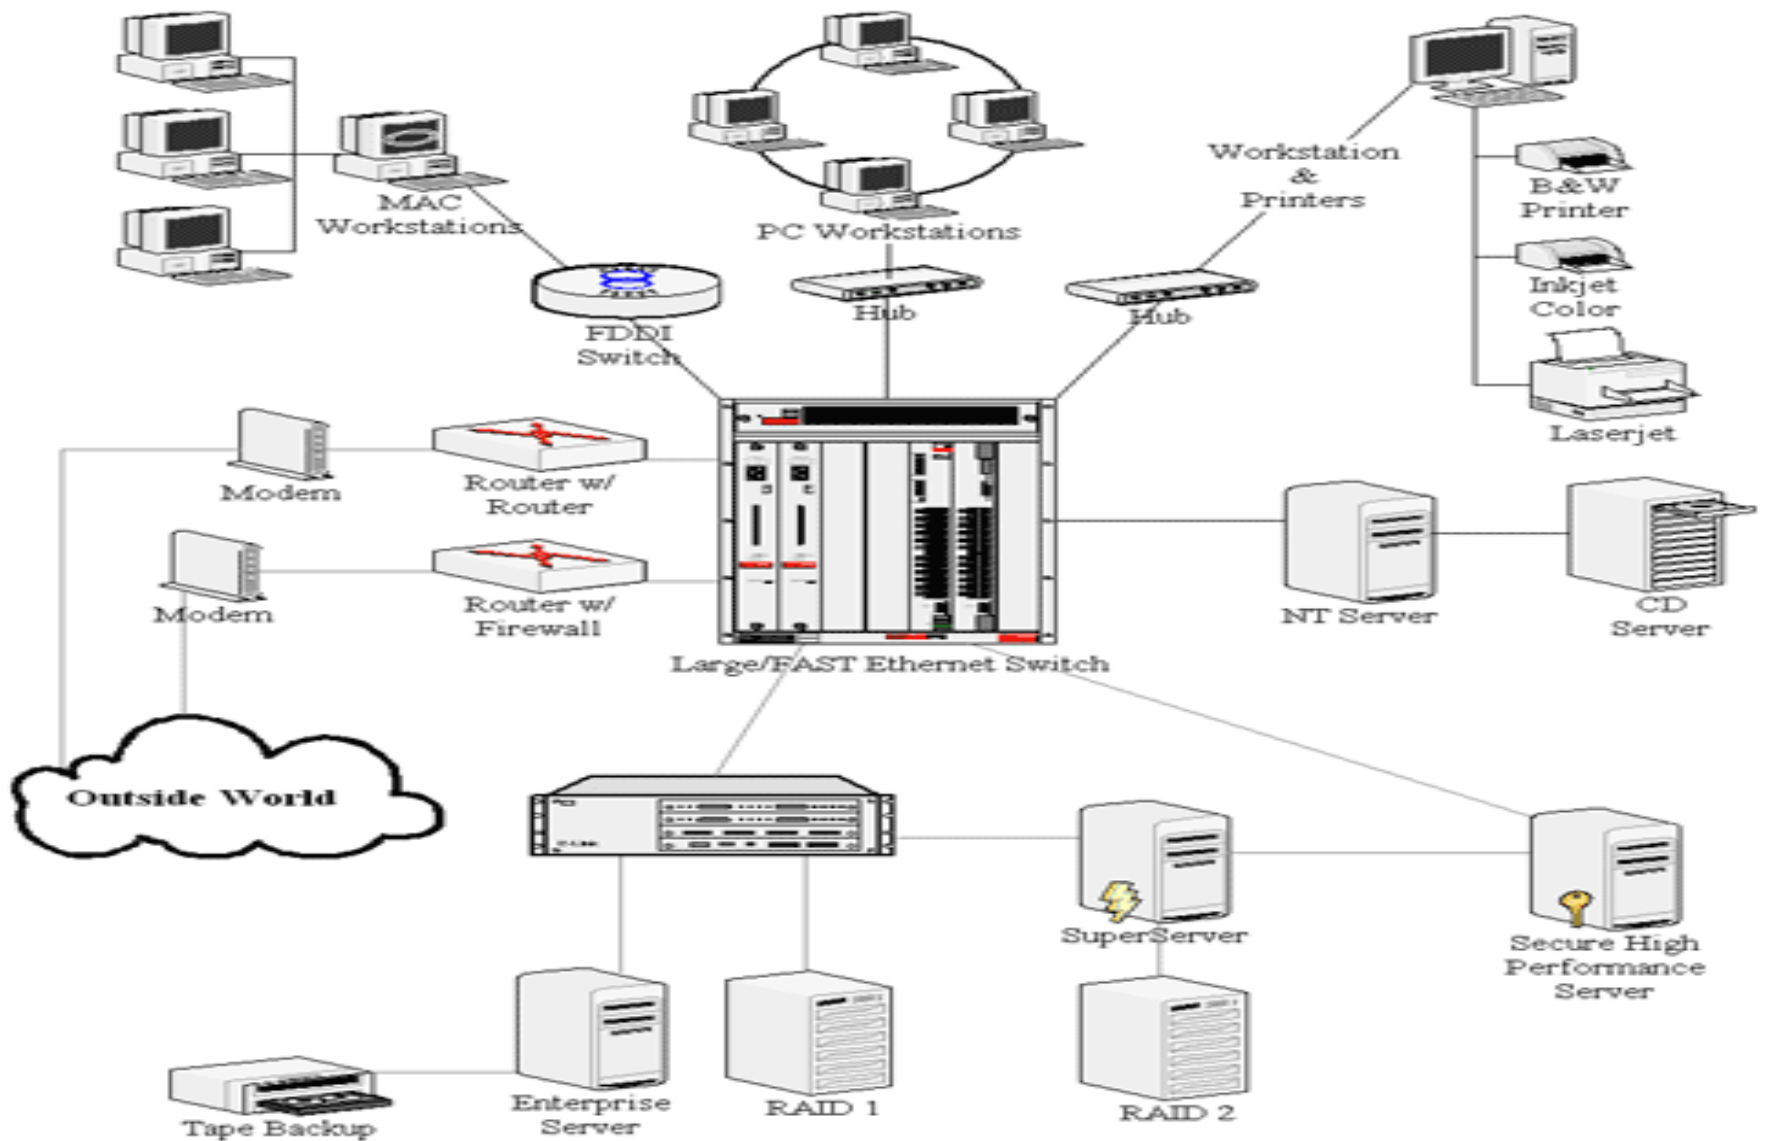 MAC
Workstations
PC Workstations
Workstation
&
Printers
B&W
Printer
Inkjet
Color
Laserjet
FDDI
Switch
Hub
Hub
Modem
Router w/
Router
Modem
Router w/
Firewall
Large/FAST Ethernet Switch
NT Server
CD
Server
Outside World
SuperServer
Secure High
Performance
Server
Tape Backup
Enterprise
Server
RAID 1
RAID 2